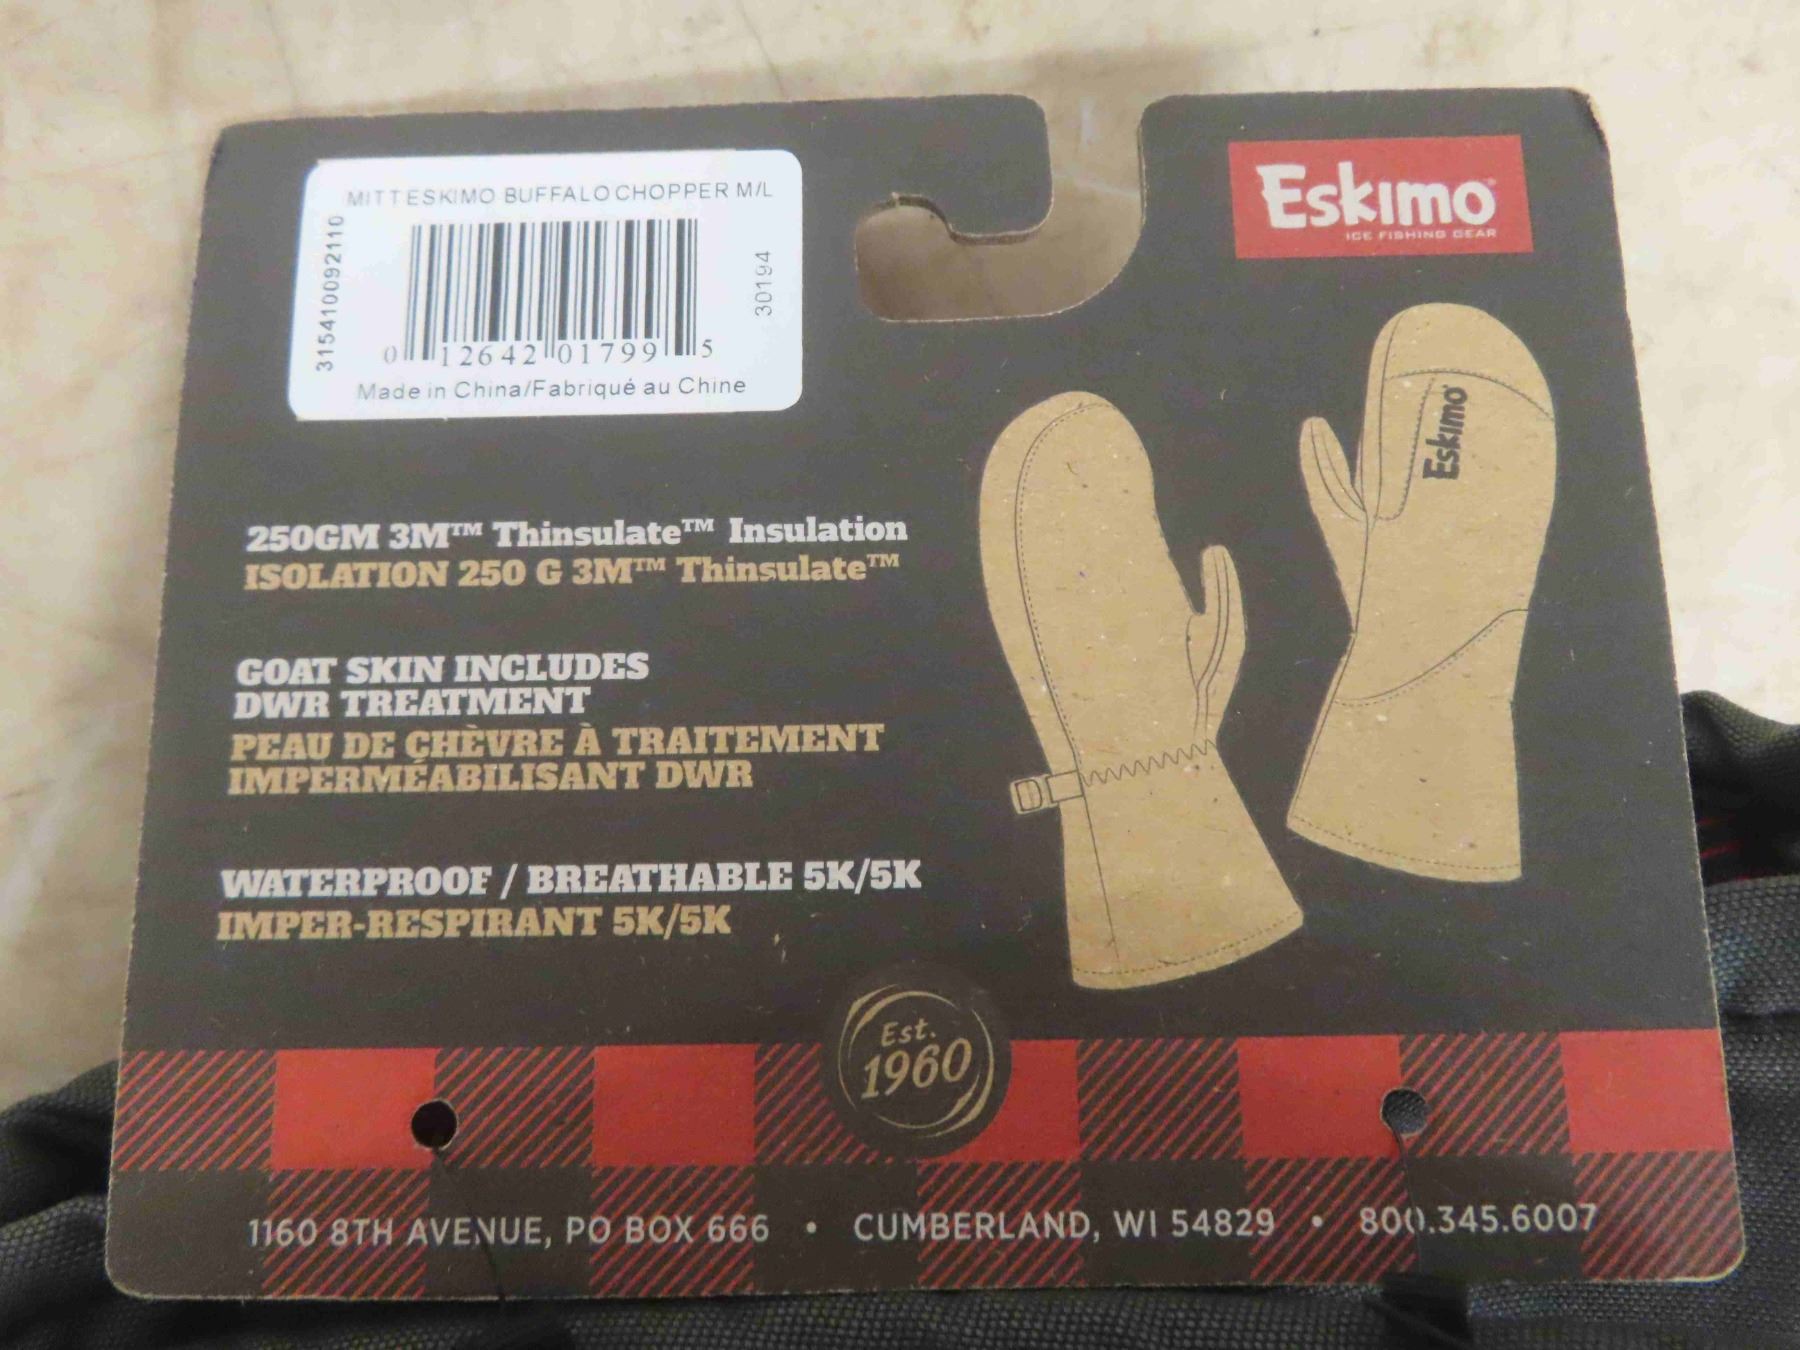 MITT ESKIMO BUFFALO CHOPPER M/L
315410092110
30194
0 12642 01799 5
Made in China/Fabriqué au Chine
Eskimo
ICE FISHING GEAR
Eskimo
250GM 3M™ Thinsulate™ Insulation
ISOLATION 250 G 3M™ Thinsulate™
GOAT SKIN INCLUDES
DWR TREATMENT
PEAU DE CHÈVRE À TRAITEMENT
IMPERMÉABILISANT DWR
WATERPROOF / BREATHABLE 5K/5K
IMPER-RESPIRANT 5K/5K
Est.
1960
1160 8TH AVENUE, PO BOX 666 • CUMBERLAND, WI 54829 • 800.345.6007